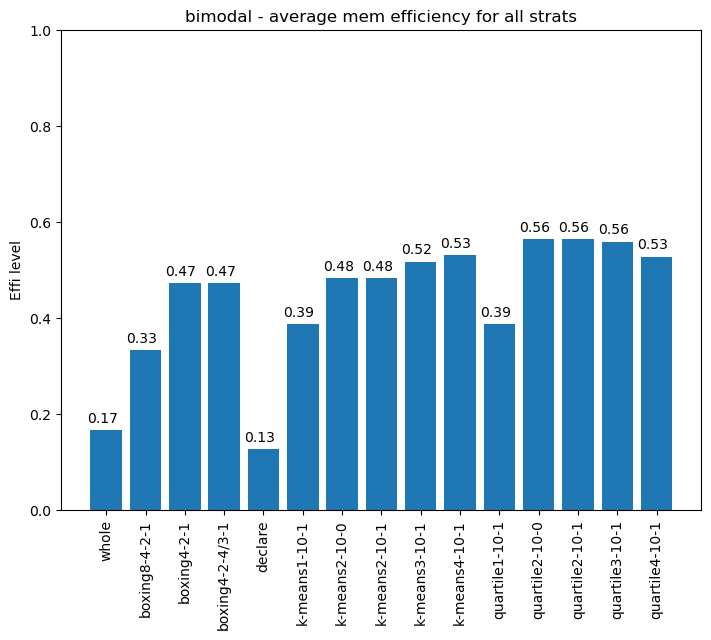 bimodal - average mem efficiency for all strats
Effi level
1.0
0.8
0.6
0.4
0.2
0.0
0.17
0.33
0.47
0.47
0.13
0.39
0.48
0.48
0.52
0.53
0.39
0.56
0.56
0.56
0.53
whole
boxing8-4-2-1
boxing4-2-1
boxing4-2-4/3-1
declare
k-means1-10-1
k-means2-10-0
k-means2-10-1
k-means3-10-1
k-means4-10-1
quartile1-10-1
quartile2-10-0
quartile2-10-1
quartile3-10-1
quartile4-10-1